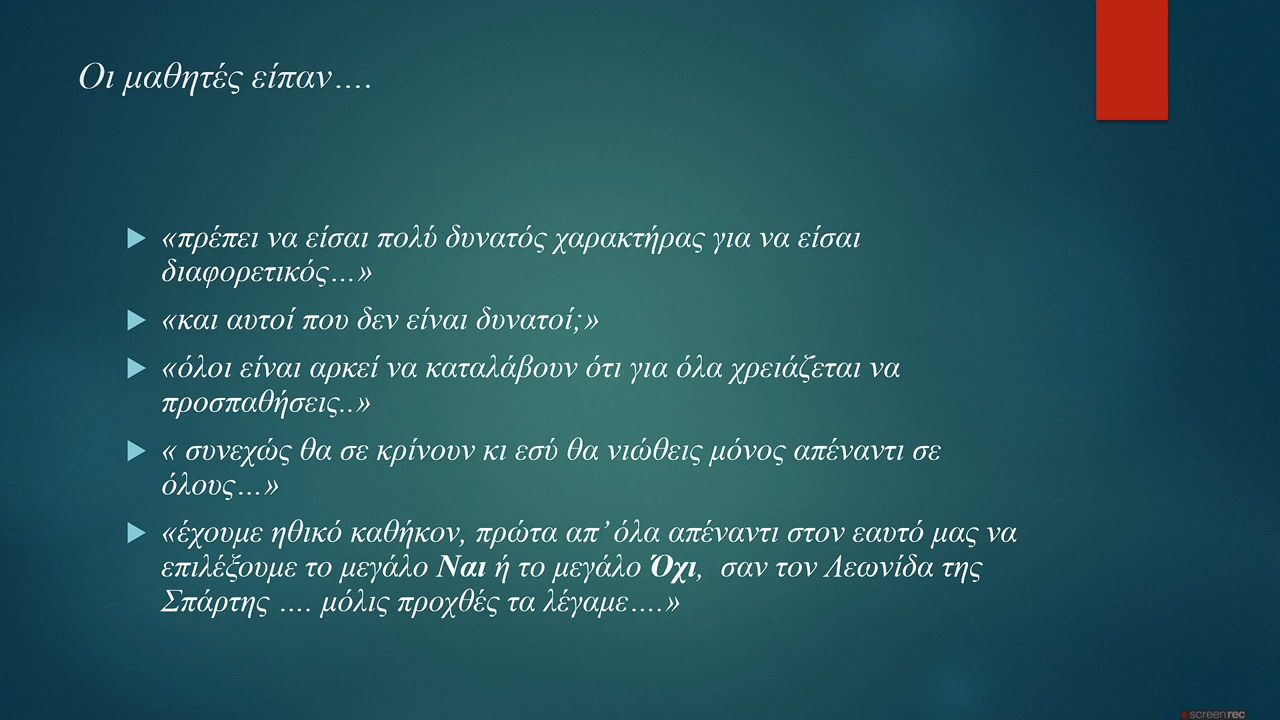 Οι μαθητές είπαν….
«πρέπει να είσαι πολύ δυνατός χαρακτήρας για να είσαι
διαφορετικός…»
«και αυτοί που δεν είναι δυνατοί;»
«όλοι είναι αρκεί να καταλάβουν ότι για όλα χρειάζεται να
προσπαθήσεις..»
« συνεχώς θα σε κρίνουν κι εσύ θα νιώθεις μόνος απέναντι σε
όλους…»
«έχουμε ηθικό καθήκον, πρώτα απ’ όλα απέναντι στον εαυτό μας να
επιλέξουμε το μεγάλο Ναι ή το μεγάλο Όχι,  σαν τον Λεωνίδα της
Σπάρτης …. μόλις προχθές τα λέγαμε….»
screenrec